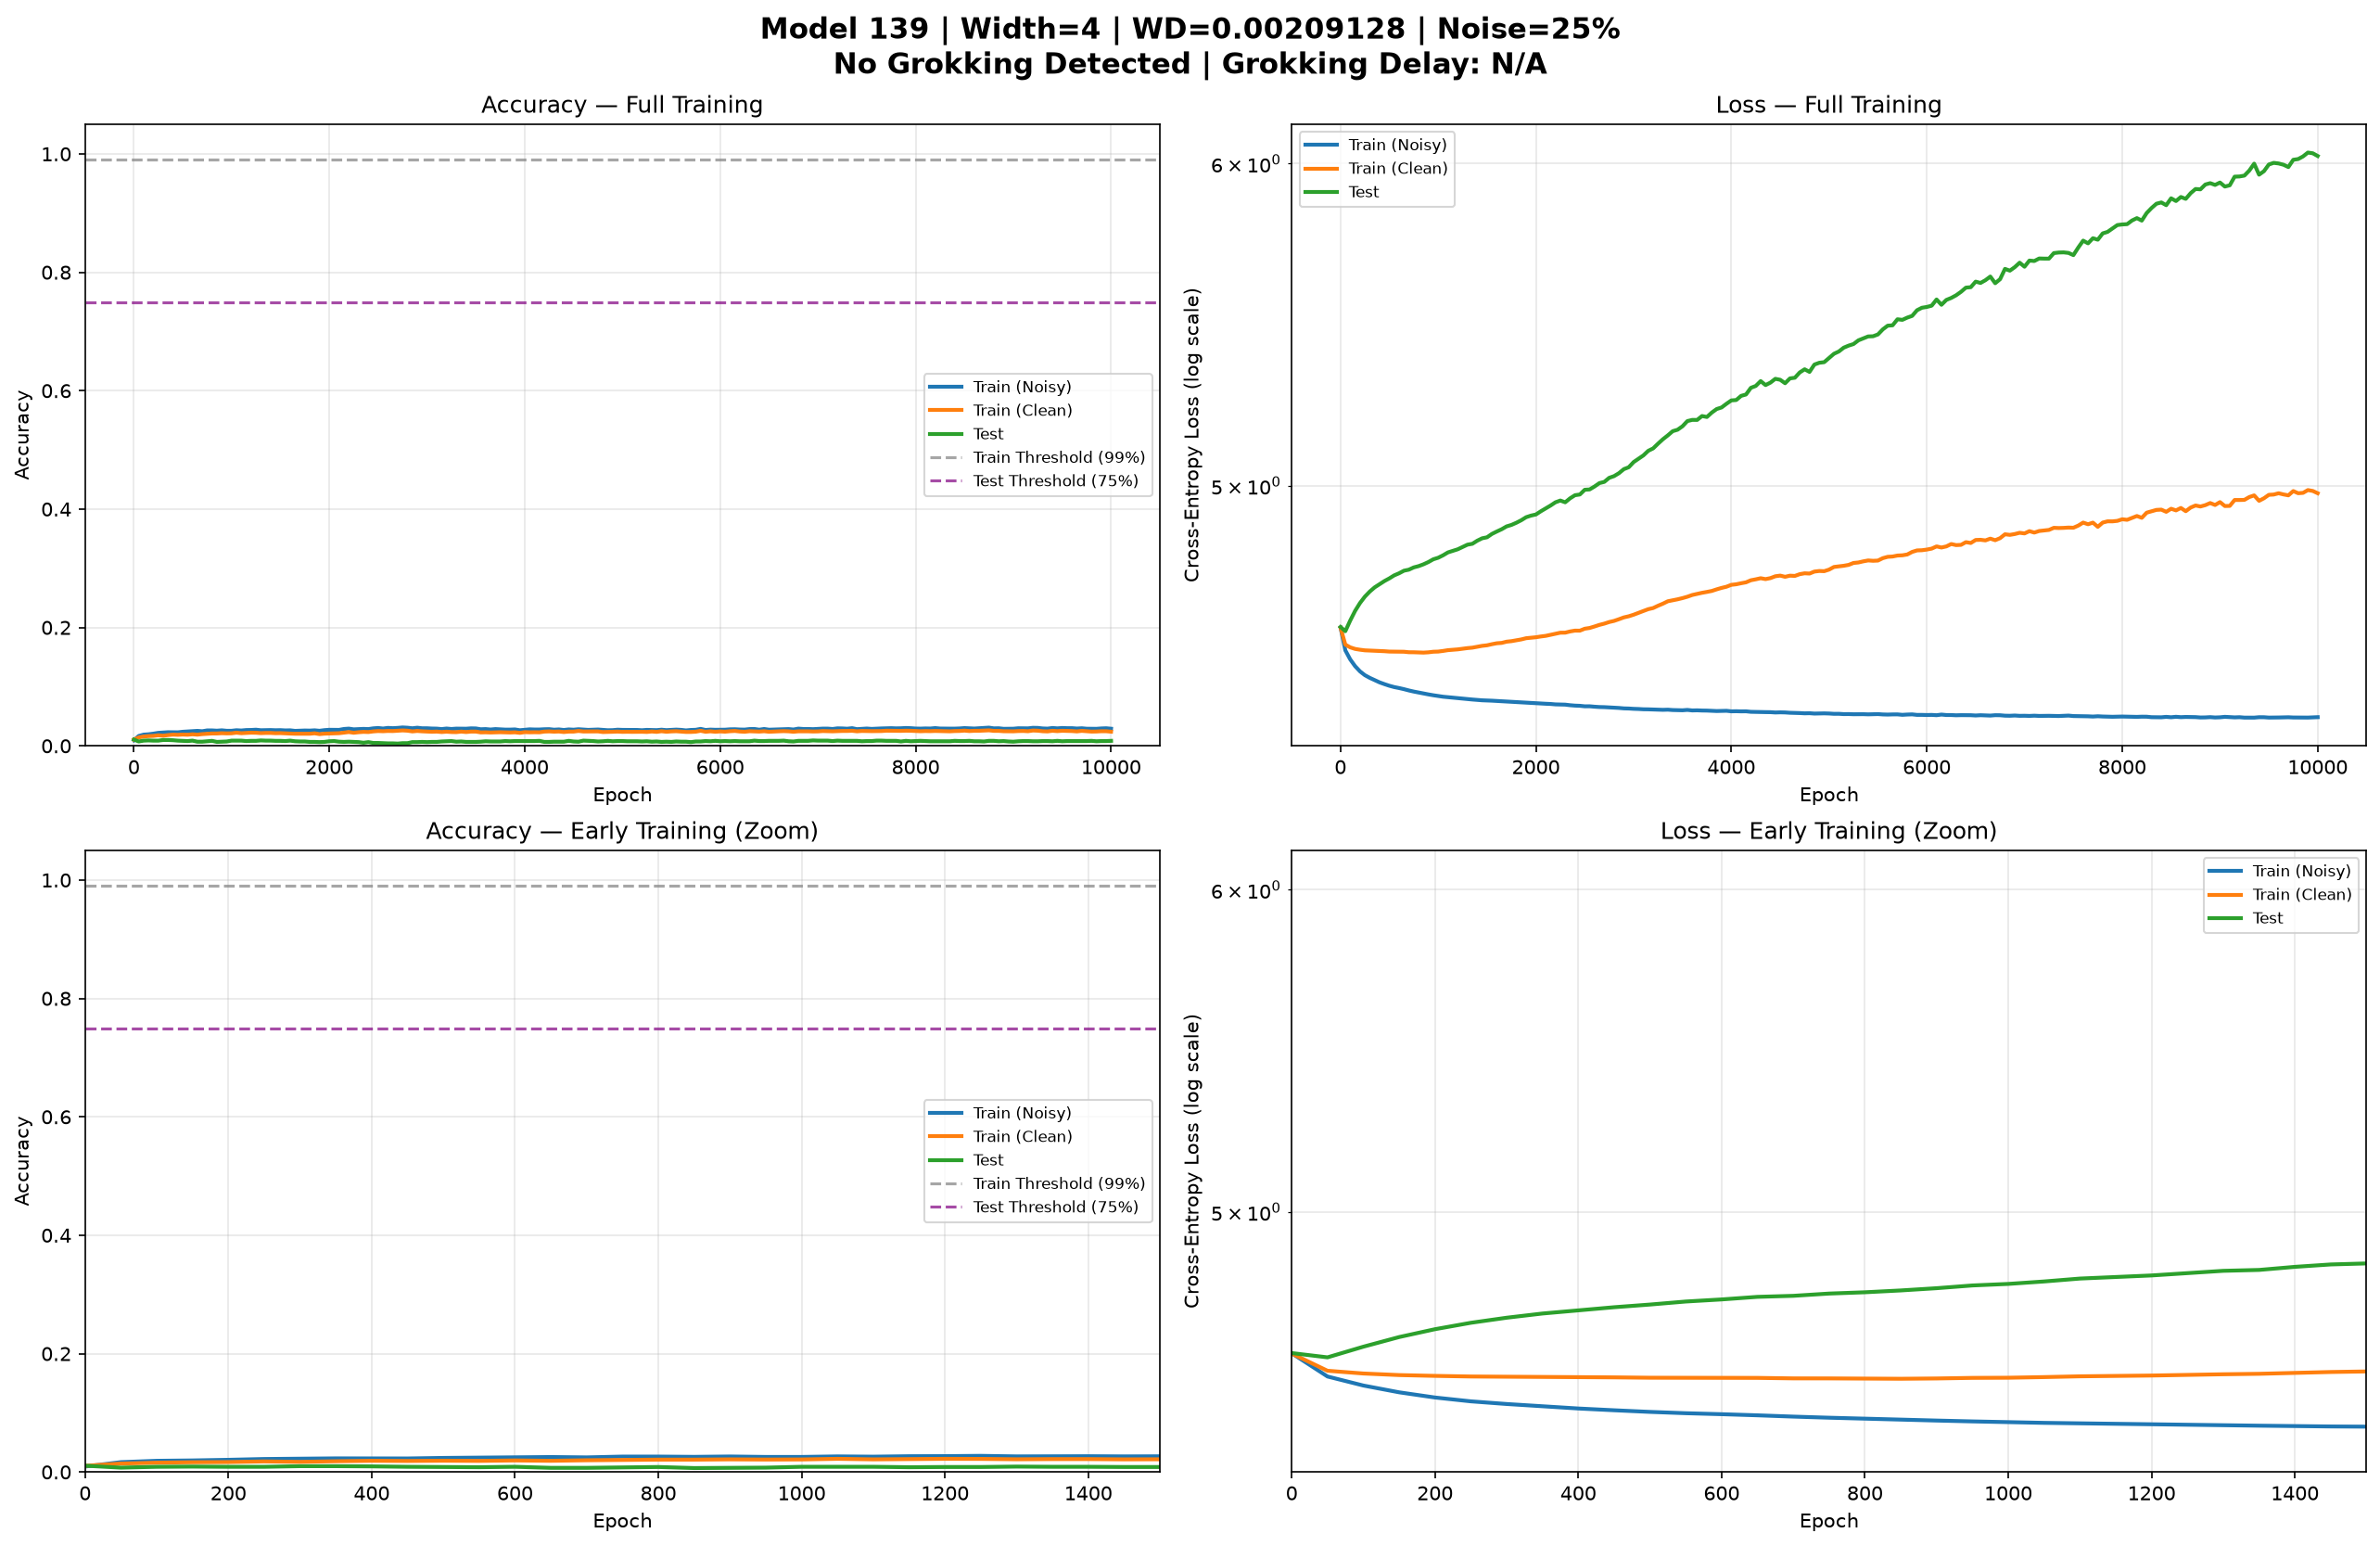 Model 139 | Width=4 | WD=0.00209128 | Noise=25%
No Grokking Detected | Grokking Delay: N/A
Accuracy — Full Training
1.0
0.8
0.6
0.4
0.2
0.0
Accuracy
0 2000 4000 6000 8000 10000
Epoch
Train (Noisy)
Train (Clean)
Test
Train Threshold (99%)
Test Threshold (75%)
Loss — Full Training
6 × 10⁰
5 × 10⁰
Cross-Entropy Loss (log scale)
0 2000 4000 6000 8000 10000
Epoch
Train (Noisy)
Train (Clean)
Test
Accuracy — Early Training (Zoom)
1.0
0.8
0.6
0.4
0.2
0.0
Accuracy
0 200 400 600 800 1000 1200 1400
Epoch
Train (Noisy)
Train (Clean)
Test
Train Threshold (99%)
Test Threshold (75%)
Loss — Early Training (Zoom)
6 × 10⁰
5 × 10⁰
Cross-Entropy Loss (log scale)
0 200 400 600 800 1000 1200 1400
Epoch
Train (Noisy)
Train (Clean)
Test